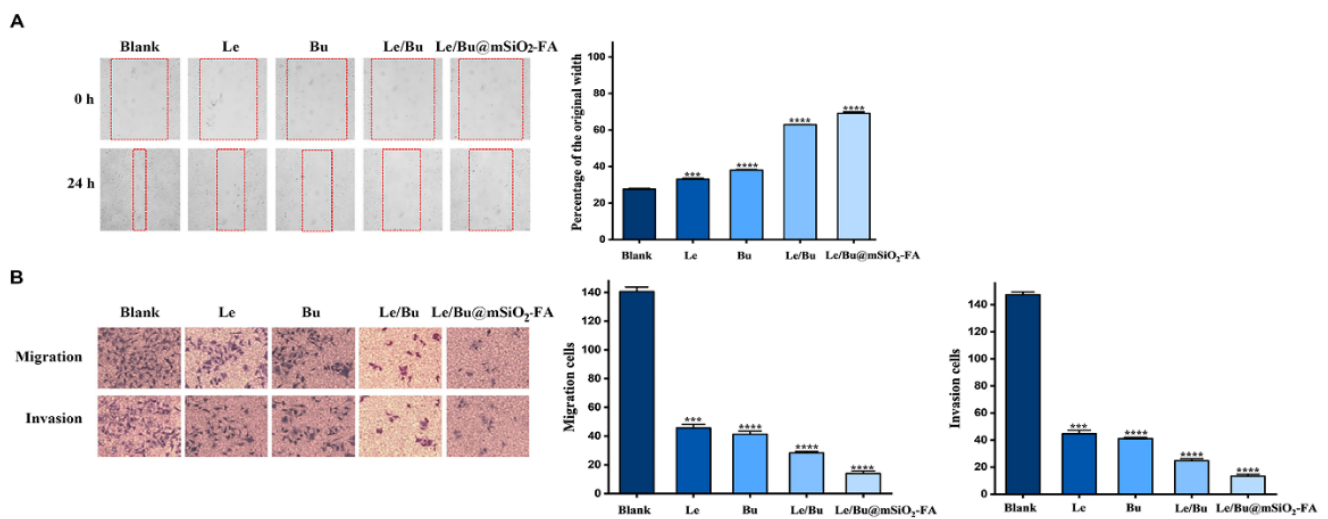 A
Blank Le Bu Le/Bu Le/Bu@mSiO2-FA
0 h
24 h
Percentage of the original width
100
80
60
40
20
0
*** **** **** ****
Blank Le Bu Le/Bu Le/Bu@mSiO₂-FA
B
Blank Le Bu Le/Bu Le/Bu@mSiO₂-FA
Migration
Invasion
Migration cells
140
120
100
80
60
40
20
0
*** **** **** ****
Blank Le Bu Le/Bu Le/Bu@mSiO₂-FA
Invasion cells
140
120
100
80
60
40
20
0
*** **** **** ****
Blank Le Bu Le/Bu Le/Bu@mSiO₂-FA